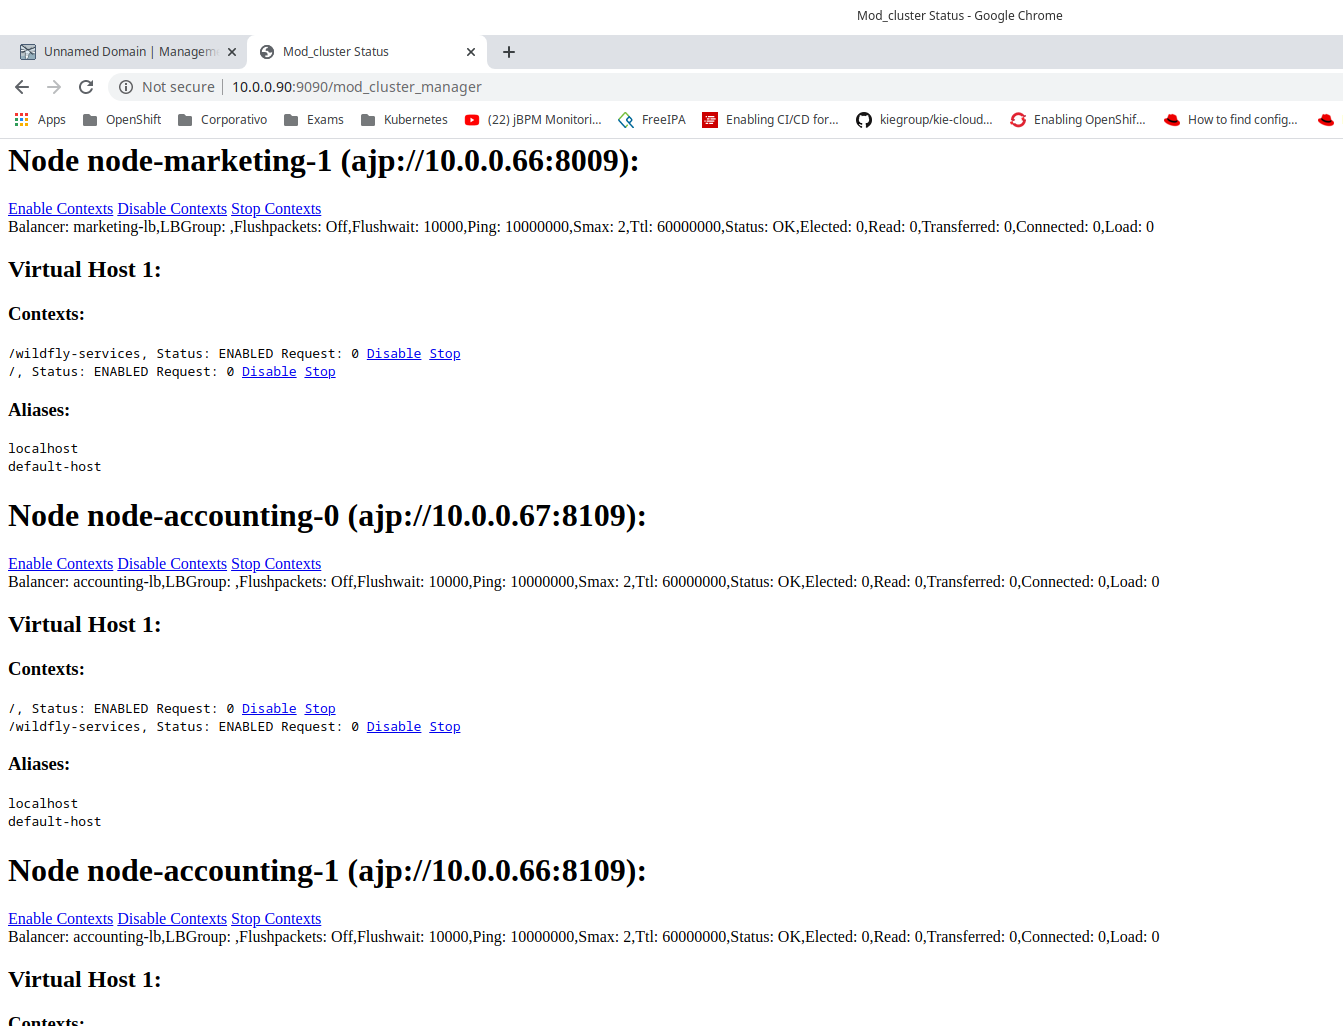 Mod_cluster Status - Google Chrome
Unnamed Domain | Managem
Mod_cluster Status
Not secure
10.0.0.90:9090/mod_cluster_manager
Apps
OpenShift
Corporativo
Exams
Kubernetes
(22) jBPM Monitori...
FreeIPA
Enabling CI/CD for...
kiegroup/kie-cloud...
Enabling OpenShif...
How to find config...
Node node-marketing-1 (ajp://10.0.0.66:8009):
Enable Contexts Disable Contexts Stop Contexts
Balancer: marketing-lb,LBGroup: ,Flushpackets: Off,Flushwait: 10000,Ping: 10000000,Smax: 2,Ttl: 60000000,Status: OK,Elected: 0,Read: 0,Transferred: 0,Connected: 0,Load: 0
Virtual Host 1:
Contexts:
/wildfly-services, Status: ENABLED Request: 0 Disable Stop
/, Status: ENABLED Request: 0 Disable Stop
Aliases:
localhost
default-host
Node node-accounting-0 (ajp://10.0.0.67:8109):
Enable Contexts Disable Contexts Stop Contexts
Balancer: accounting-lb,LBGroup: ,Flushpackets: Off,Flushwait: 10000,Ping: 10000000,Smax: 2,Ttl: 60000000,Status: OK,Elected: 0,Read: 0,Transferred: 0,Connected: 0,Load: 0
Virtual Host 1:
Contexts:
/, Status: ENABLED Request: 0 Disable Stop
/wildfly-services, Status: ENABLED Request: 0 Disable Stop
Aliases:
localhost
default-host
Node node-accounting-1 (ajp://10.0.0.66:8109):
Enable Contexts Disable Contexts Stop Contexts
Balancer: accounting-lb,LBGroup: ,Flushpackets: Off,Flushwait: 10000,Ping: 10000000,Smax: 2,Ttl: 60000000,Status: OK,Elected: 0,Read: 0,Transferred: 0,Connected: 0,Load: 0
Virtual Host 1:
Contexts: